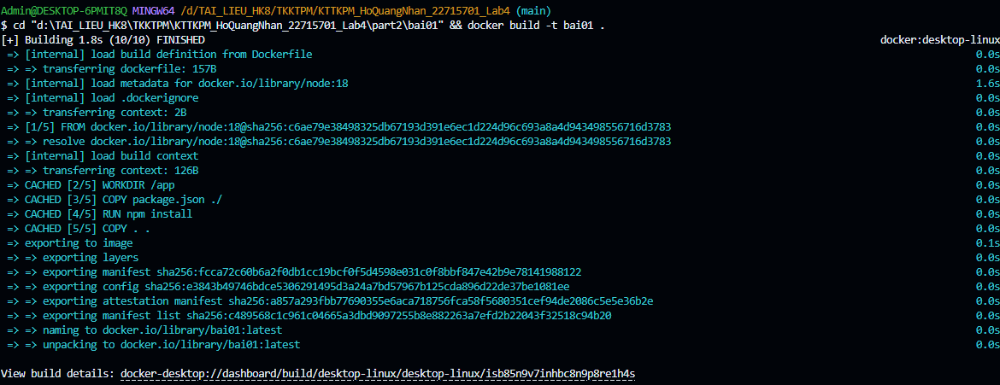 Admin@DESKTOP-6PMIT8Q MINGW64 /d/TAI_LIEU_HK8/TKKTPM/KTTKPM_HoQuangNhan_22715701_Lab4 (main)
$ cd "d:\TAI_LIEU_HK8\TKKTPM\KTTKPM_HoQuangNhan_22715701_Lab4\part2\bai01" && docker build -t bai01 .
[+] Building 1.8s (10/10) FINISHED docker:desktop-linux
=> [internal] load build definition from Dockerfile 0.0s
=> => transferring dockerfile: 157B 0.0s
=> [internal] load metadata for docker.io/library/node:18 1.6s
=> [internal] load .dockerignore 0.0s
=> => transferring context: 2B 0.0s
=> [1/5] FROM docker.io/library/node:18@sha256:c6ae79e38498325db67193d391e6ec1d224d96c693a8a4d943498556716d3783 0.0s
=> => resolve docker.io/library/node:18@sha256:c6ae79e38498325db67193d391e6ec1d224d96c693a8a4d943498556716d3783 0.0s
=> [internal] load build context 0.0s
=> => transferring context: 126B 0.0s
=> CACHED [2/5] WORKDIR /app 0.0s
=> CACHED [3/5] COPY package.json ./ 0.0s
=> CACHED [4/5] RUN npm install 0.0s
=> CACHED [5/5] COPY . . 0.0s
=> exporting to image 0.1s
=> => exporting layers 0.0s
=> => exporting manifest sha256:fcca72c60b6a2f0db1cc19bcf0f5d4598e031c0f8bbf847e42b9e78141988122 0.0s
=> => exporting config sha256:e3843b49746bdce5306291495d3a24a7bd57967b125cda896d22de37be1081ee 0.0s
=> => exporting attestation manifest sha256:a857a293fbb77690355e6aca718756fca58f5680351cef94de2086c5e5e36b2e 0.0s
=> => exporting manifest list sha256:c489568c1c961c04665a3dbd9097255b8e882263a7efd2b22043f32518c94b20 0.0s
=> => naming to docker.io/library/bai01:latest 0.0s
=> => unpacking to docker.io/library/bai01:latest 0.0s
View build details: docker-desktop://dashboard/build/desktop-linux/desktop-linux/isb85n9v7inhbc8n9p8re1h4s